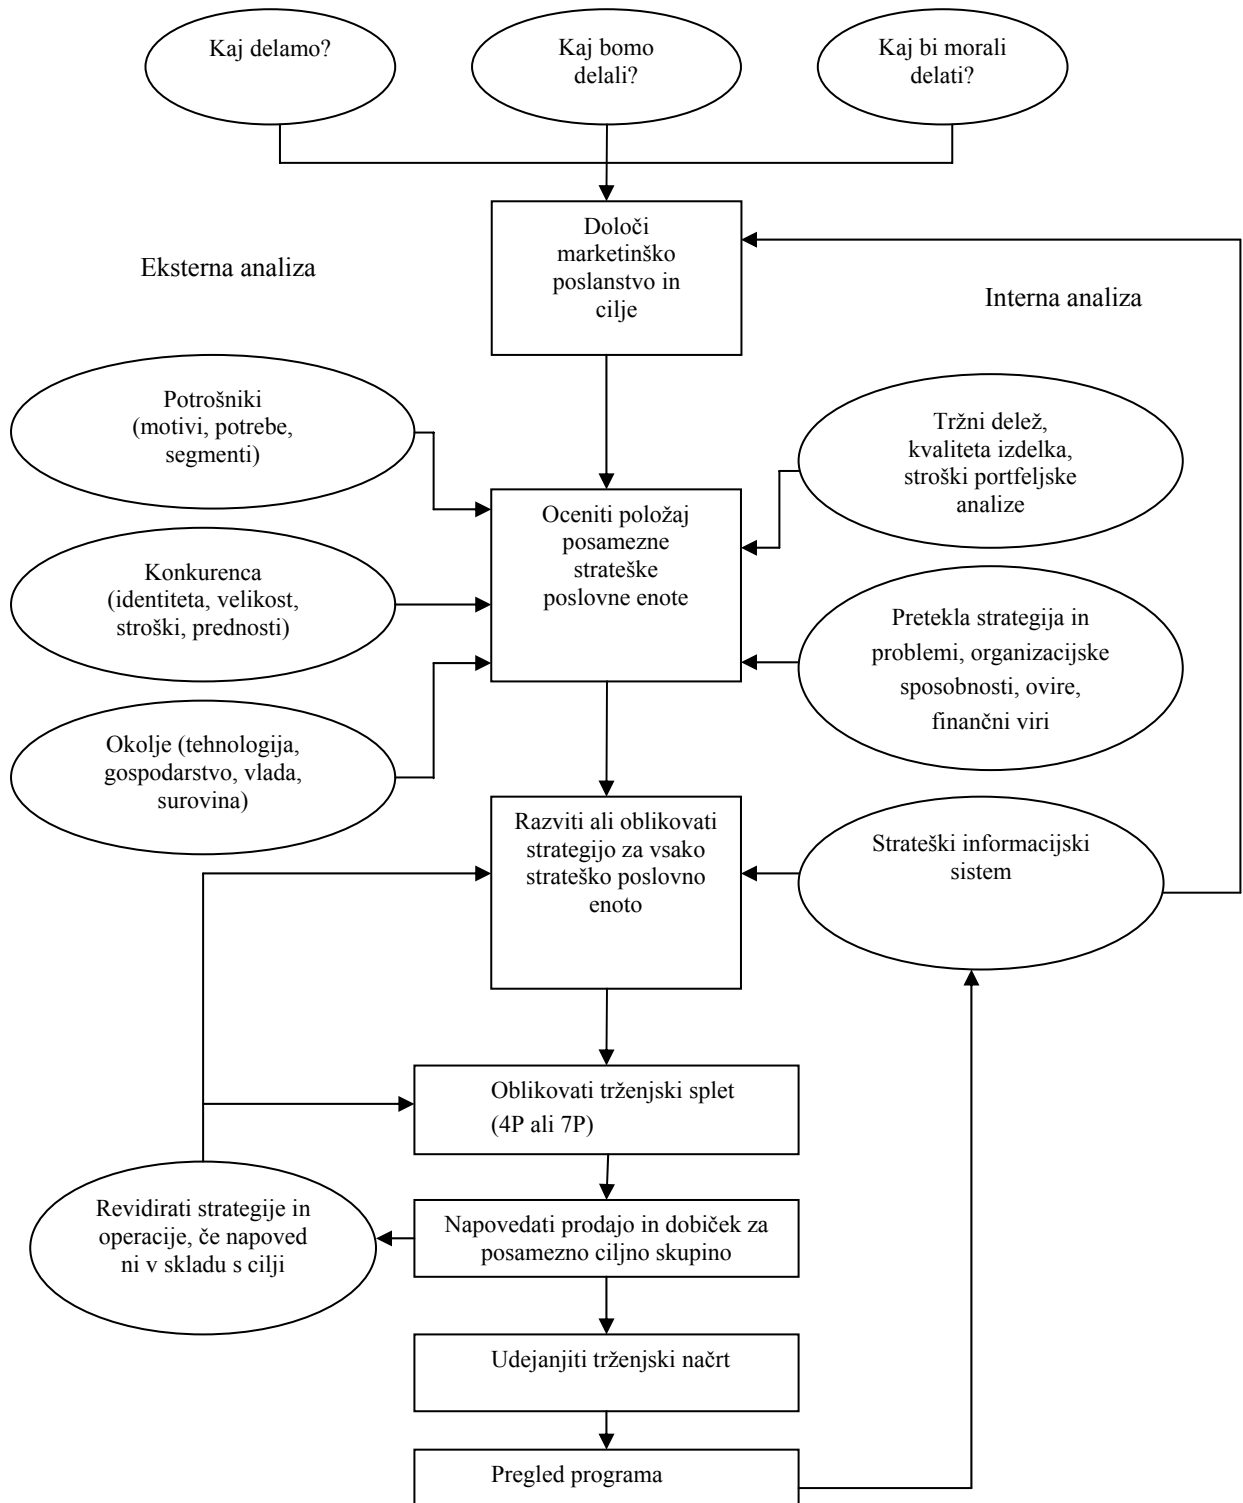 Kaj delamo?
Kaj bomo
delali?
Kaj bi morali
delati?
Določi
marketinško
poslanstvo in
cilje
Eksterna analiza
Interna analiza
Potrošniki
(motivi, potrebe,
segmenti)
Tržni delež,
kvaliteta izdelka,
stroški portfeljske
analize
Oceniti položaj
posamezne
strateške
poslovne enote
Konkurenca
(identiteta, velikost,
stroški, prednosti)
Pretekla strategija in
problemi, organizacijske
sposobnosti, ovire,
finančni viri
Okolje (tehnologija,
gospodarstvo, vlada,
surovina)
Razviti ali oblikovati
strategijo za vsako
strateško poslovno
enoto
Strateški informacijski
sistem
Oblikovati trženjski splet
(4P ali 7P)
Revidirati strategije in
operacije, če napoved
ni v skladu s cilji
Napovedati prodajo in dobiček za
posamezno ciljno skupino
Udejanjiti trženjski načrt
Pregled programa